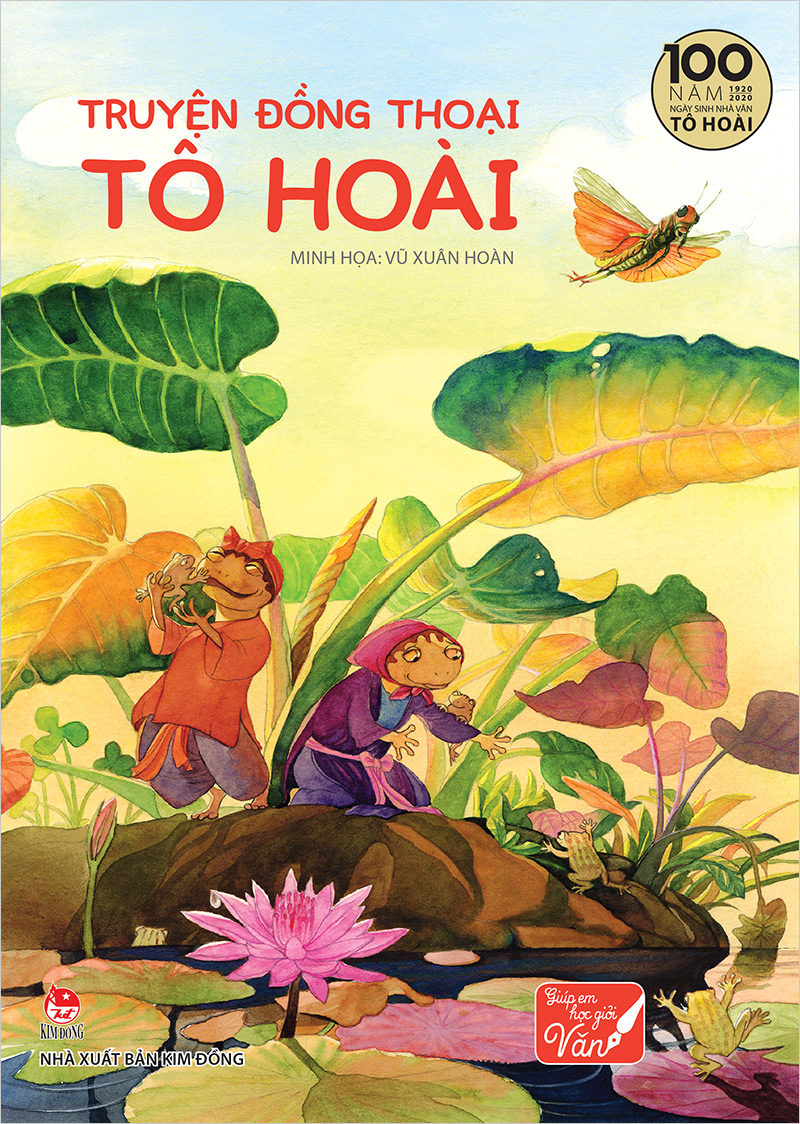 100
NĂM 1920
2020
NGÀY SINH NHÀ VĂN
TÔ HOÀI
TRUYỆN ĐỒNG THOẠI
TÔ HOÀI
MINH HỌA: VŨ XUÂN HOÀN
Giúp em
học giỏi
Văn
KIM ĐỒNG
NHÀ XUẤT BẢN KIM ĐỒNG